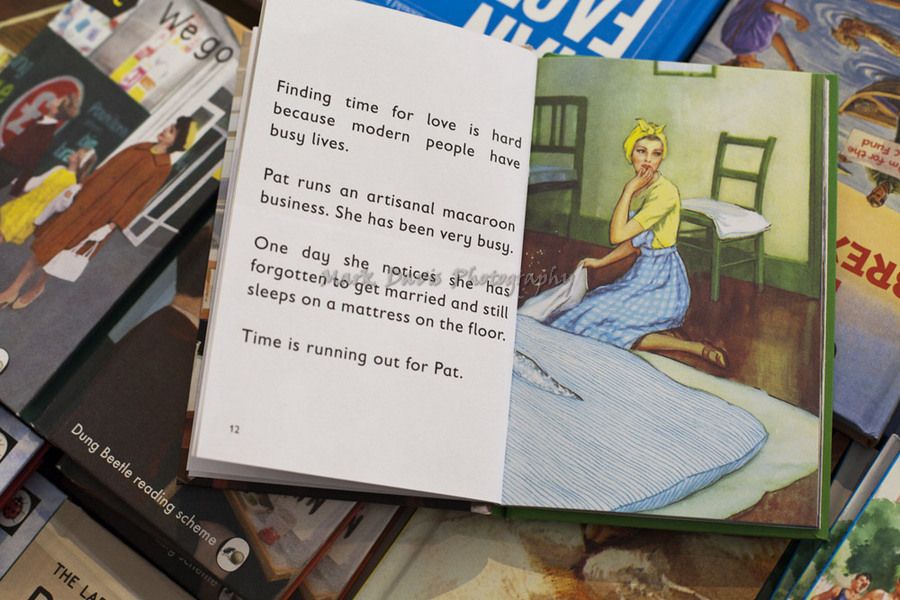 We go
Finding time for love is hard
because modern people have
busy lives.
Pat runs an artisanal macaroon
business. She has been very busy.
One day she notices she has
forgotten to get married and still
sleeps on a mattress on the floor.
Time is running out for Pat.
12
Mark Davis Photography
Dung Beetle reading scheme
THE